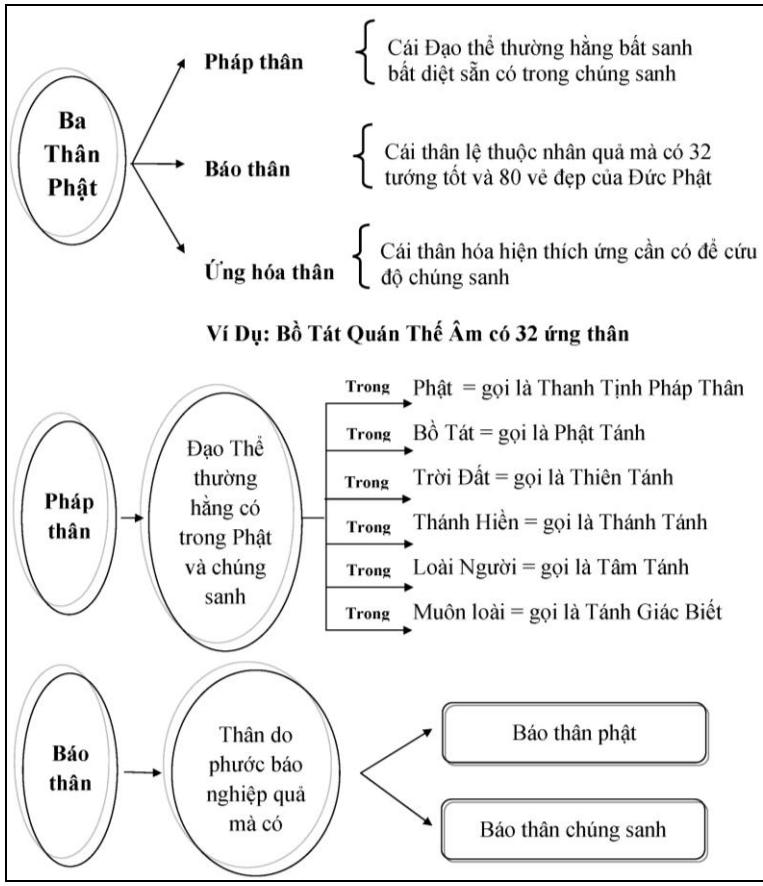 Ba
Thân
Phật
Pháp thân
Cái Đạo thể thường hằng bất sanh
bất diệt sẵn có trong chúng sanh
Báo thân
Cái thân lệ thuộc nhân quả mà có 32
tướng tốt và 80 vẻ đẹp của Đức Phật
Ứng hóa thân
Cái thân hóa hiện thích ứng cần có để cứu
độ chúng sanh
Ví Dụ: Bồ Tát Quán Thế Âm có 32 ứng thân
Pháp
thân
Đạo Thể
thường
hằng có
trong Phật
và chúng
sanh
Trong Phật = gọi là Thanh Tịnh Pháp Thân
Trong Bồ Tát = gọi là Phật Tánh
Trong Trời Đất = gọi là Thiên Tánh
Trong Thánh Hiền = gọi là Thánh Tánh
Trong Loài Người = gọi là Tâm Tánh
Trong Muôn loài = gọi là Tánh Giác Biết
Báo
thân
Thân do
phước báo
nghiệp quả
mà có
Báo thân phật
Báo thân chúng sanh